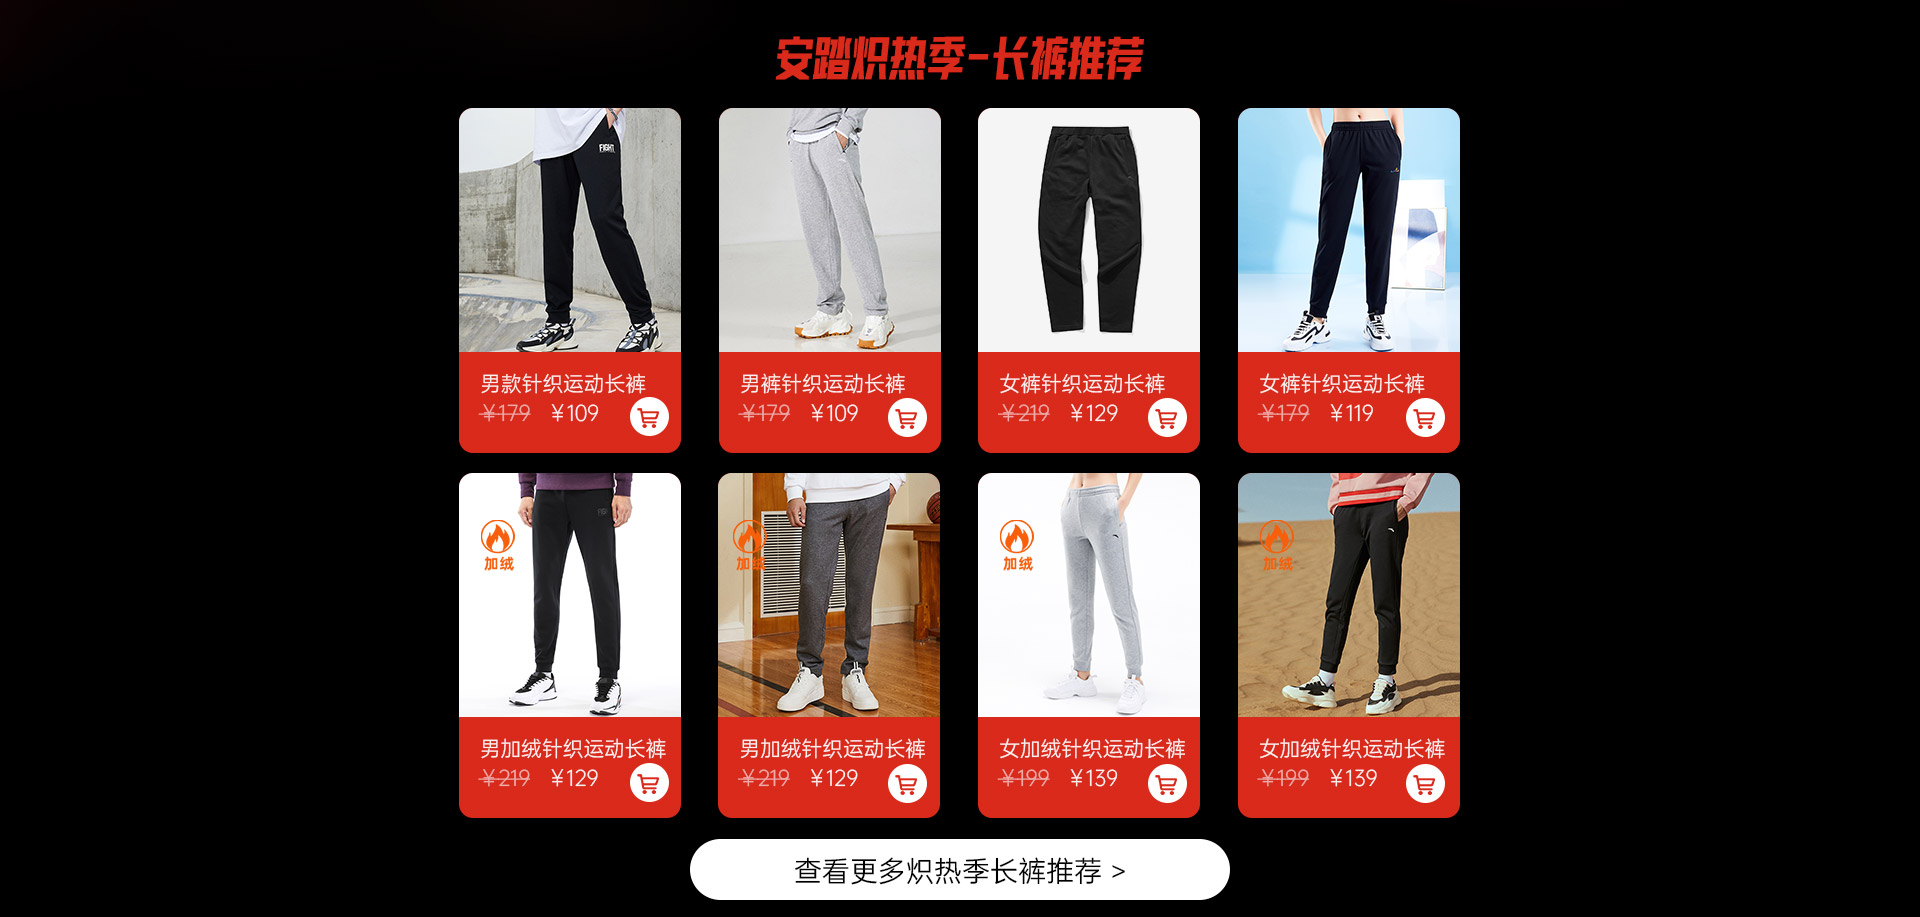 安踏炽热季-长裤推荐
FIGHT
男款针织运动长裤
¥179 ¥109
男裤针织运动长裤
¥179 ¥109
女裤针织运动长裤
¥219 ¥129
女裤针织运动长裤
¥179 ¥119
加绒
男加绒针织运动长裤
¥219 ¥129
加绒
男加绒针织运动长裤
¥219 ¥129
加绒
女加绒针织运动长裤
¥199 ¥139
加绒
女加绒针织运动长裤
¥199 ¥139
查看更多炽热季长裤推荐 >